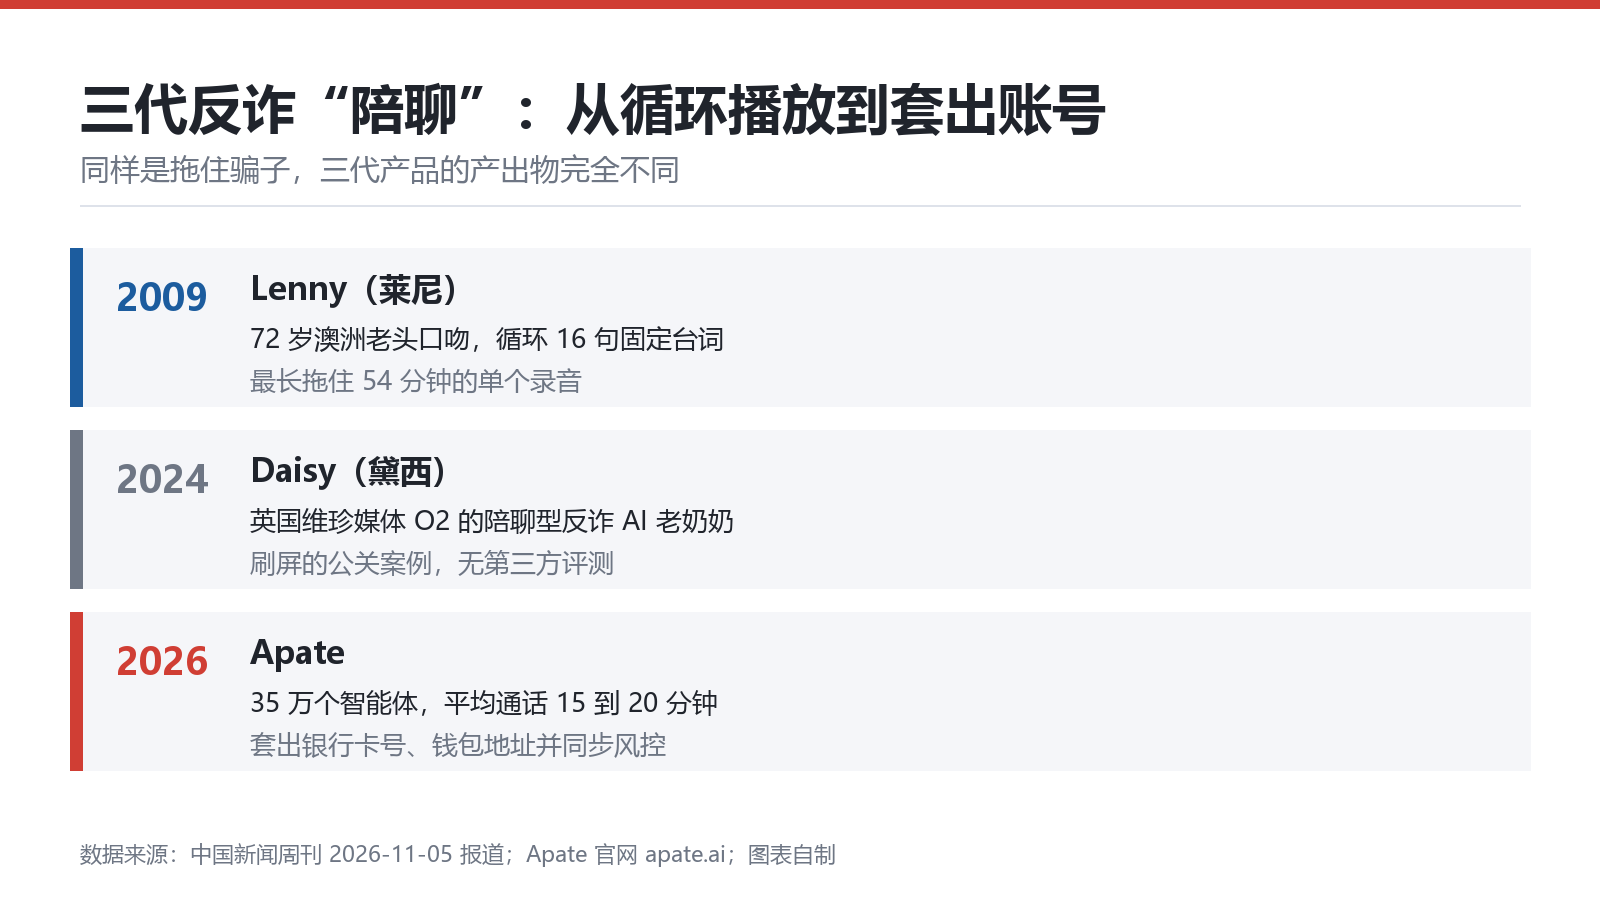 三代反诈“陪聊”：从循环播放到套出账号
同样是拖住骗子，三代产品的产出物完全不同
2009
Lenny（莱尼）
72 岁澳洲老头口吻，循环 16 句固定台词
最长拖住 54 分钟的单个录音
2024
Daisy（黛西）
英国维珍媒体 O2 的陪聊型反诈 AI 老奶奶
刷屏的公关案例，无第三方评测
2026
Apate
35 万个智能体，平均通话 15 到 20 分钟
套出银行卡号、钱包地址并同步风控
数据来源：中国新闻周刊 2026-11-05 报道；Apate 官网 apate.ai；图表自制